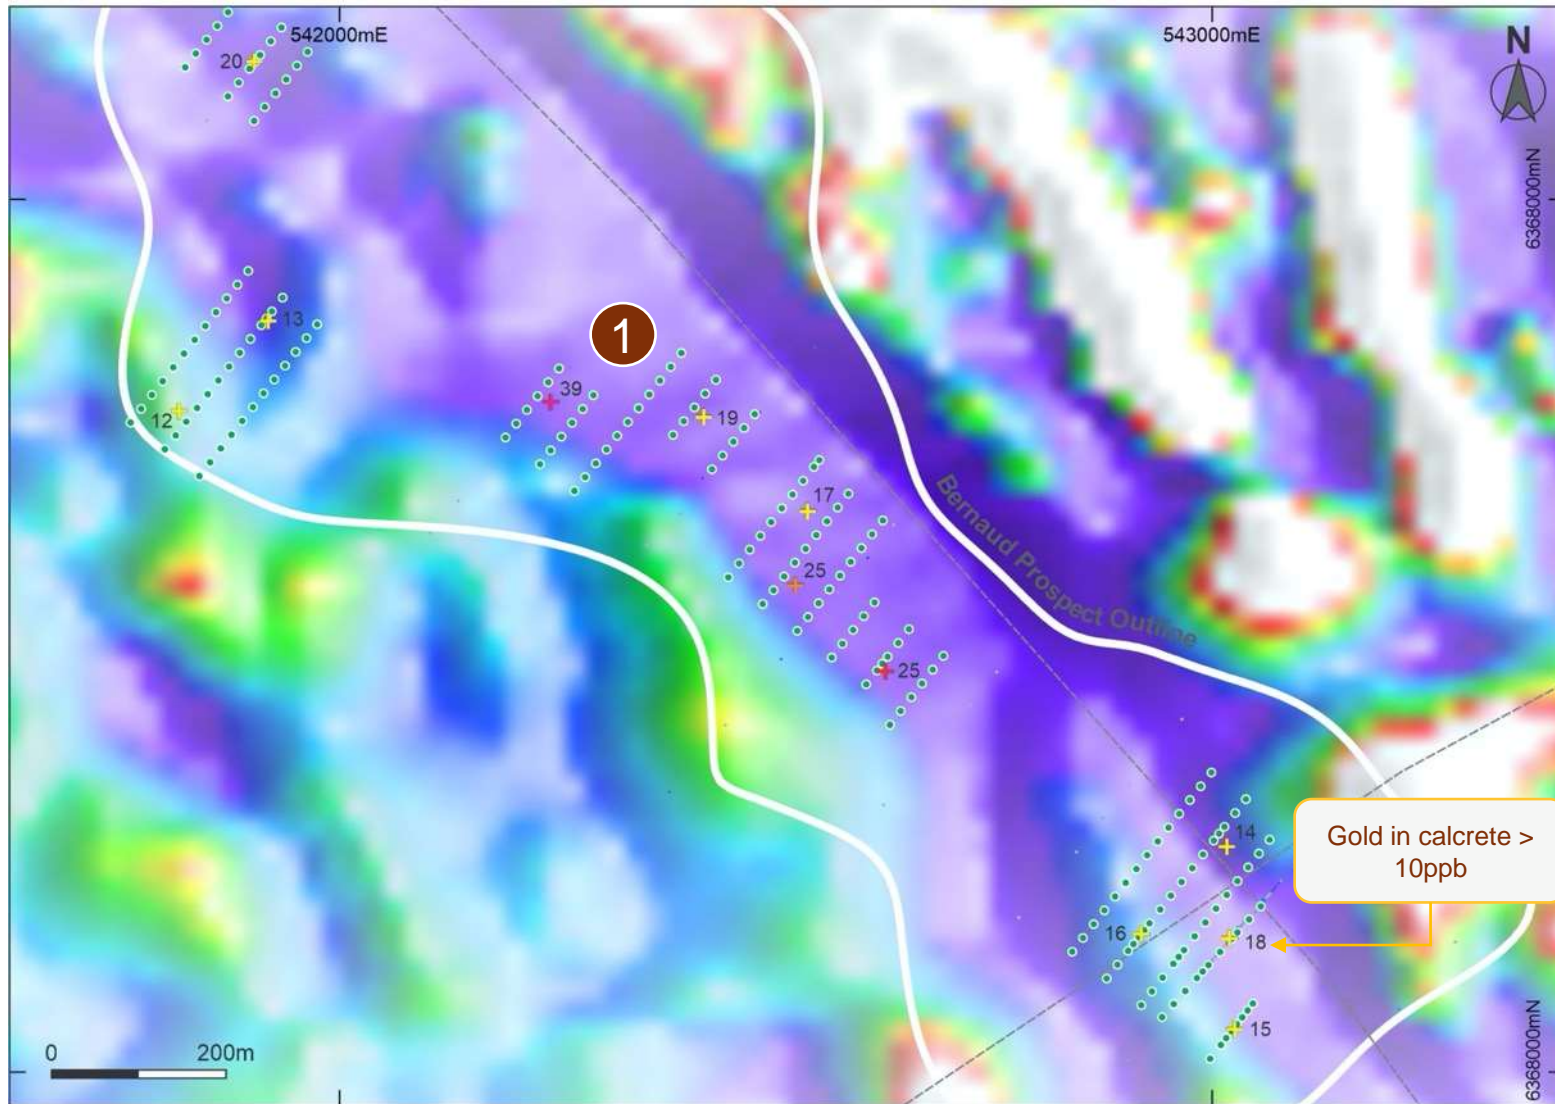 542000mE
543000mE
N
20
6368000mN
13
1
39
12
19
17
Bernaud Prospect Outline
25
25
14
Gold in calcrete >
10ppb
16
18
15
0
200m
6368000mN